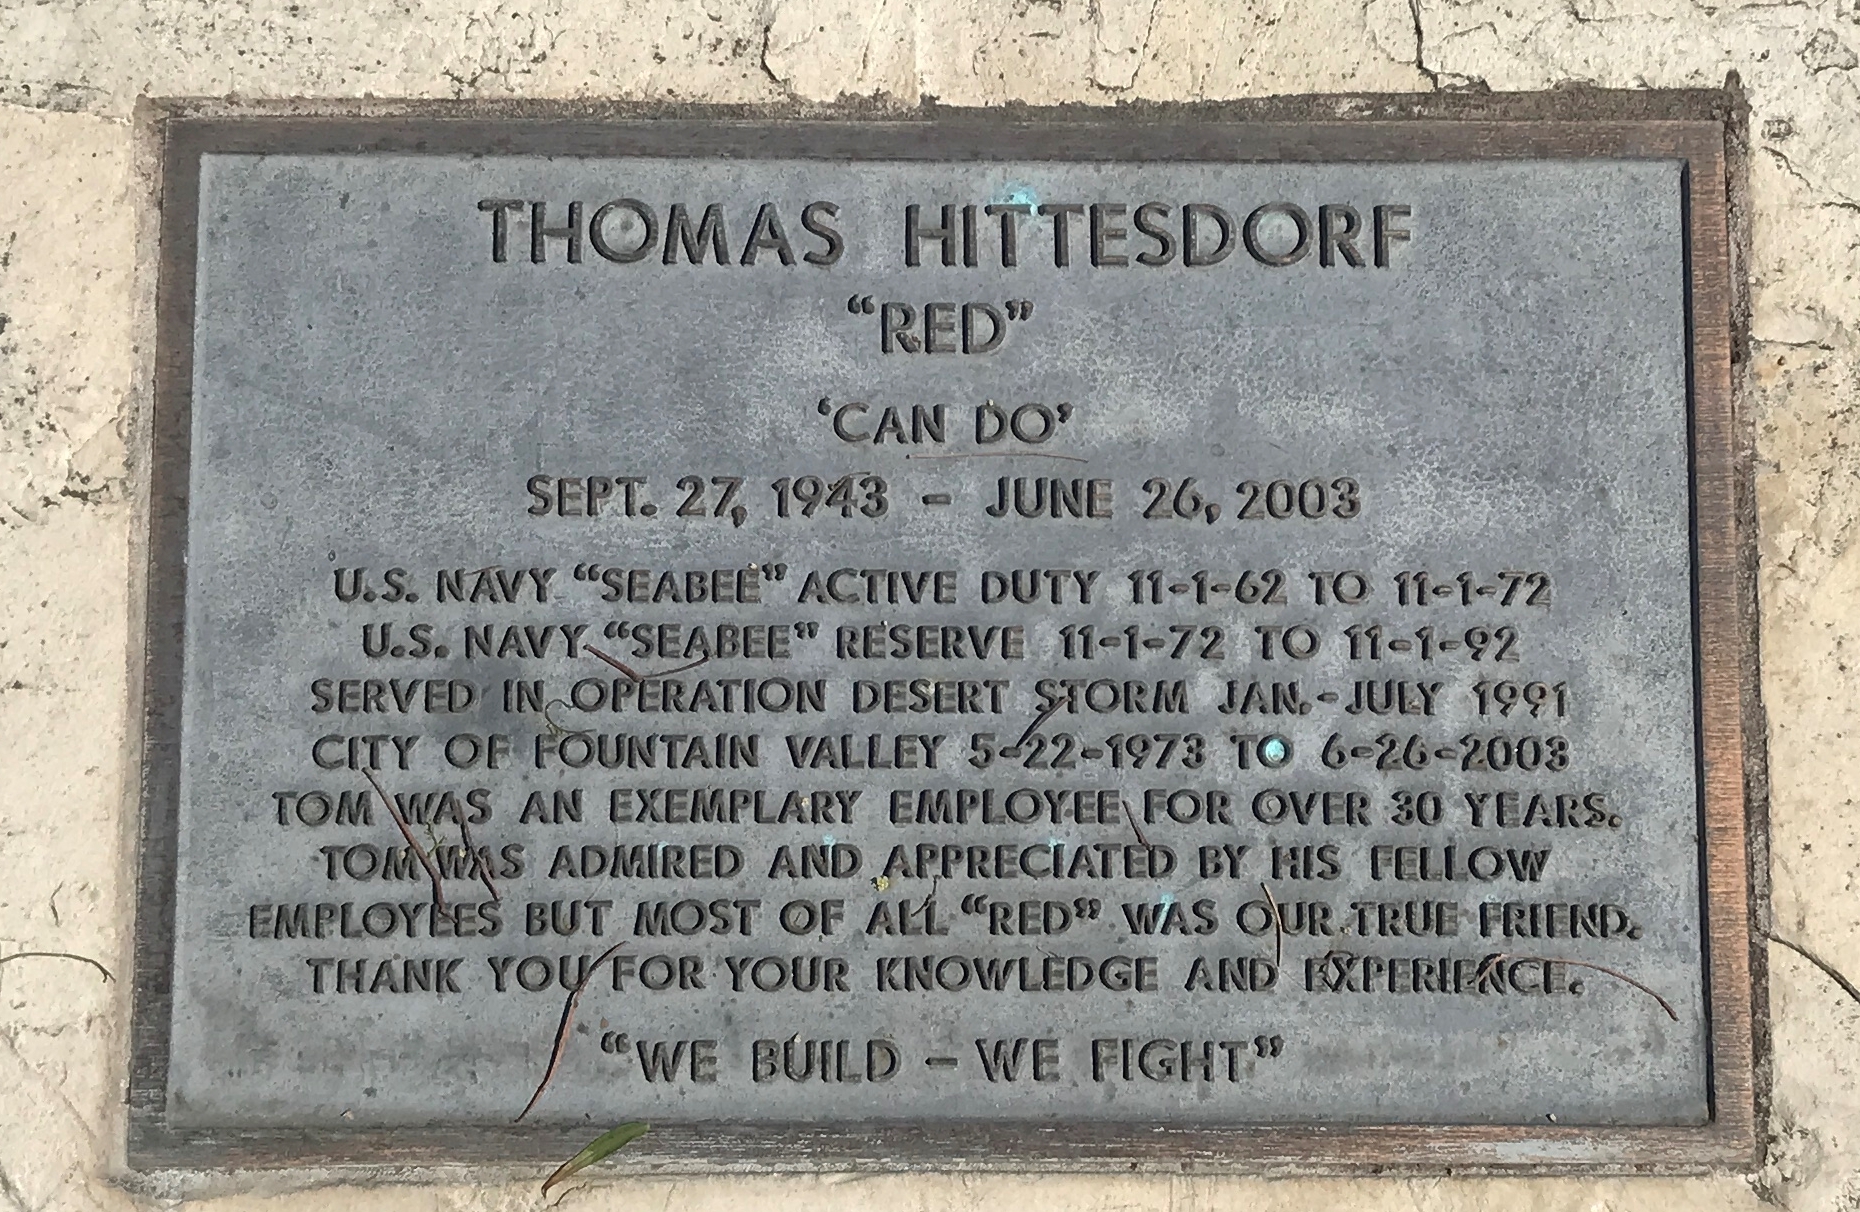 THOMAS HITTESDORF
“RED”
‘CAN DO’
SEPT. 27, 1943 – JUNE 26, 2003
U.S. NAVY “SEABEE” ACTIVE DUTY 11-1-62 TO 11-1-72
U.S. NAVY “SEABEE” RESERVE 11-1-72 TO 11-1-92
SERVED IN OPERATION DESERT STORM JAN.-JULY 1991
CITY OF FOUNTAIN VALLEY 5-22-1973 TO 6-26-2003
TOM WAS AN EXEMPLARY EMPLOYEE FOR OVER 30 YEARS.
TOM WAS ADMIRED AND APPRECIATED BY HIS FELLOW
EMPLOYEES BUT MOST OF ALL “RED” WAS OUR TRUE FRIEND.
THANK YOU FOR YOUR KNOWLEDGE AND EXPERIENCE.
“WE BUILD – WE FIGHT”